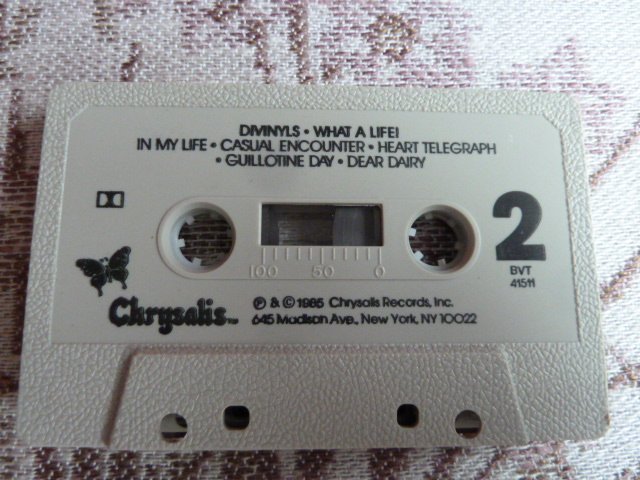 DIVINYLS • WHAT A LIFE!
IN MY LIFE • CASUAL ENCOUNTER • HEART TELEGRAPH
• GUILLOTINE DAY • DEAR DAIRY
2
100 50 0
BVT
41511
Chrysalis TM
℗ & © 1985 Chrysalis Records, Inc.
645 Madison Ave., New York, NY 10022